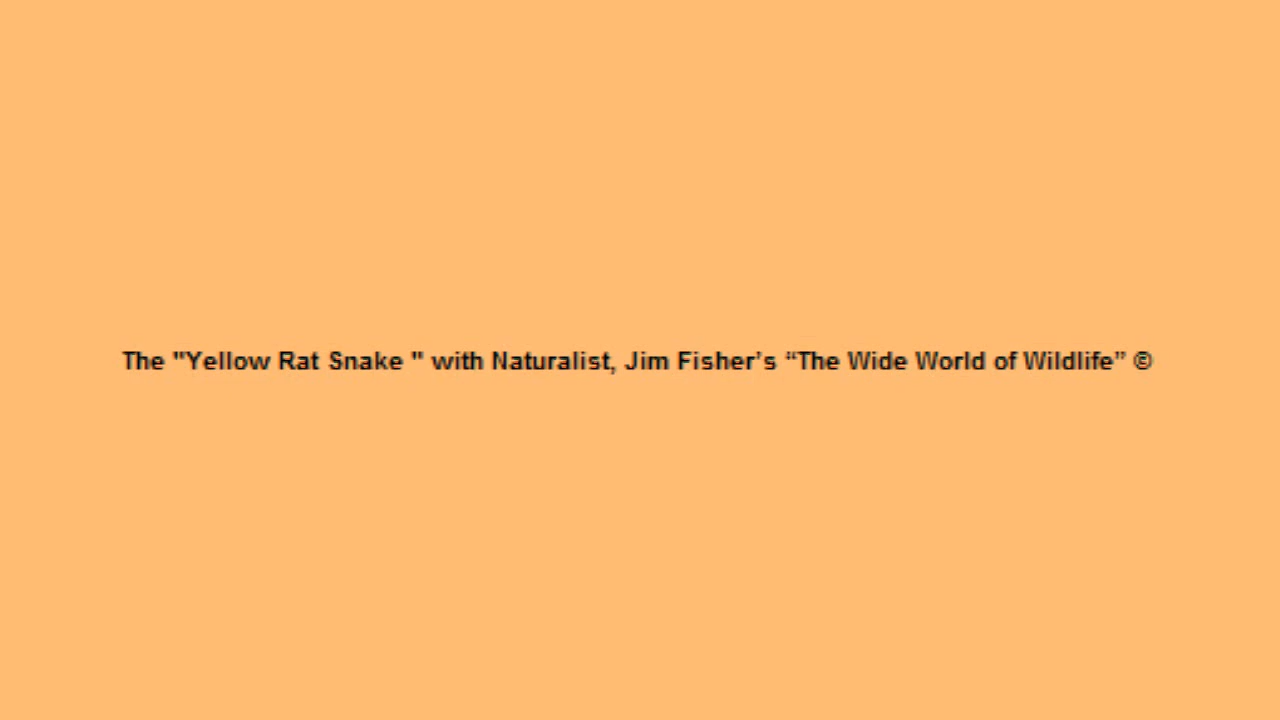 The "Yellow Rat Snake " with Naturalist, Jim Fisher’s “The Wide World of Wildlife” ©